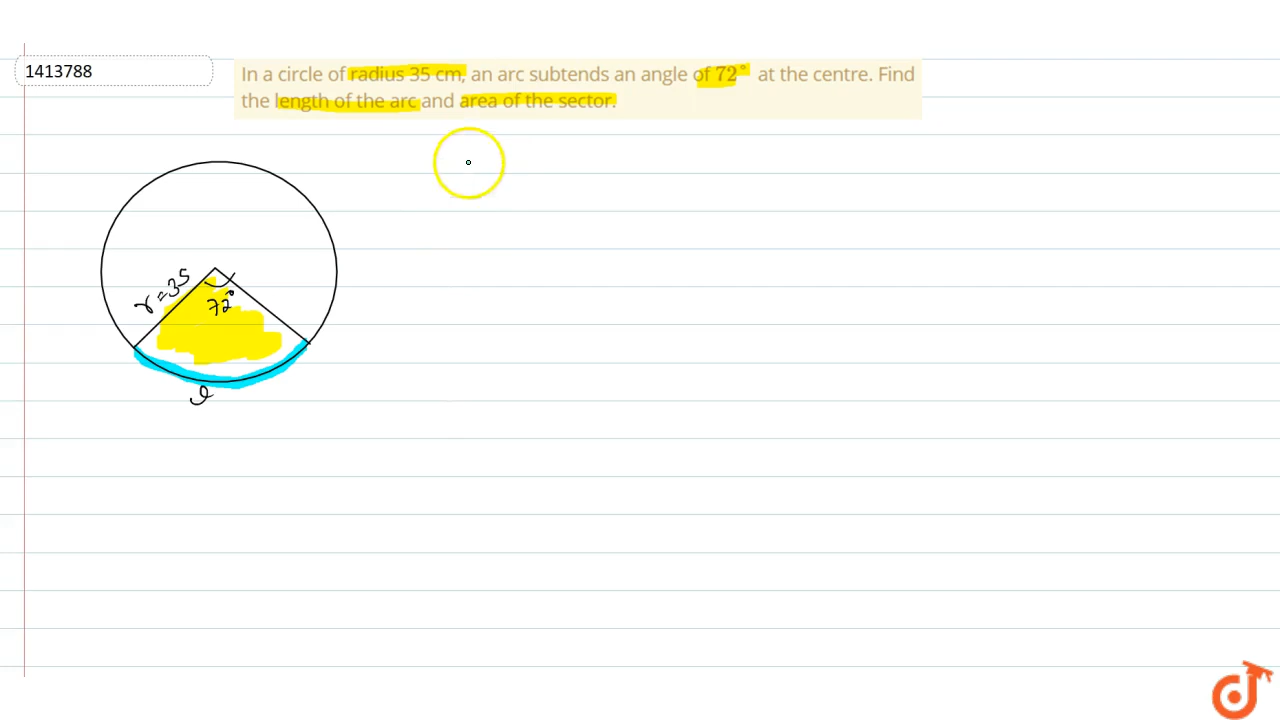 1413788
In a circle of radius 35 cm, an arc subtends an angle of 72° at the centre. Find
the length of the arc and area of the sector.
r=35
72°
l